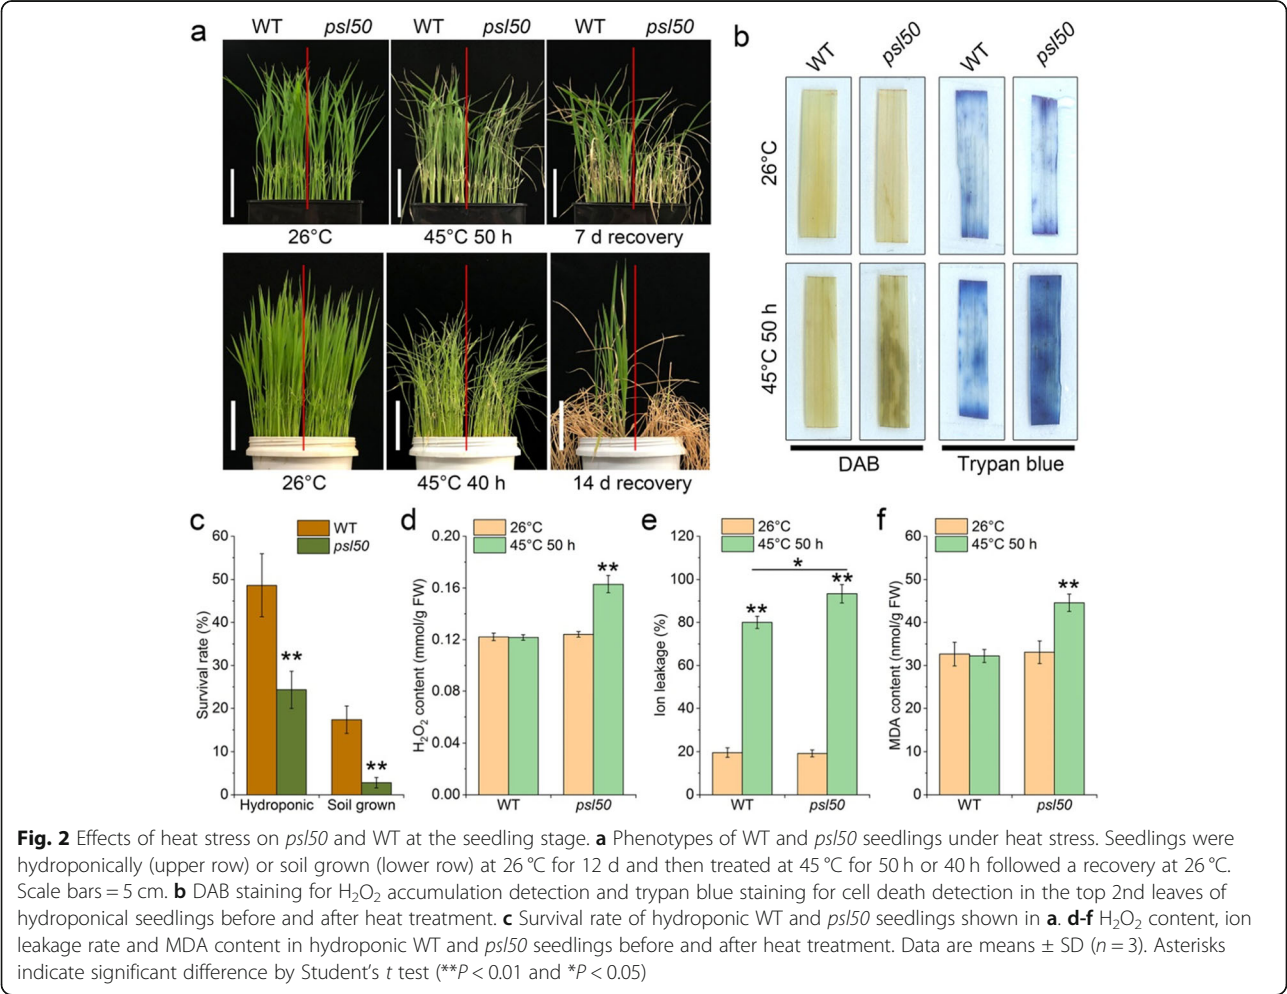 a
WT psl50 WT psl50 WT psl50
26°C 45°C 50 h 7 d recovery
26°C 45°C 40 h 14 d recovery
b
WT psl50 WT psl50
26°C
45°C 50 h
DAB Trypan blue
c
WT
psl50
Survival rate (%)
60
50
40
30
20
10
0
**
**
Hydroponic Soil grown
d
26°C
45°C 50 h
H₂O₂ content (mmol/g FW)
0.20
0.16
0.12
0.08
0.04
0.00
**
WT psl50
e
26°C
45°C 50 h
Ion leakage (%)
120
100
80
60
40
20
0
*
**
**
WT psl50
f
26°C
45°C 50 h
MDA content (nmol/g FW)
60
50
40
30
20
10
0
**
WT psl50
Fig. 2 Effects of heat stress on psl50 and WT at the seedling stage. a Phenotypes of WT and psl50 seedlings under heat stress. Seedlings were
hydroponically (upper row) or soil grown (lower row) at 26 °C for 12 d and then treated at 45 °C for 50 h or 40 h followed a recovery at 26 °C.
Scale bars = 5 cm. b DAB staining for H₂O₂ accumulation detection and trypan blue staining for cell death detection in the top 2nd leaves of
hydroponical seedlings before and after heat treatment. c Survival rate of hydroponic WT and psl50 seedlings shown in a. d-f H₂O₂ content, ion
leakage rate and MDA content in hydroponic WT and psl50 seedlings before and after heat treatment. Data are means ± SD (n = 3). Asterisks
indicate significant difference by Student's t test (**P < 0.01 and *P < 0.05)